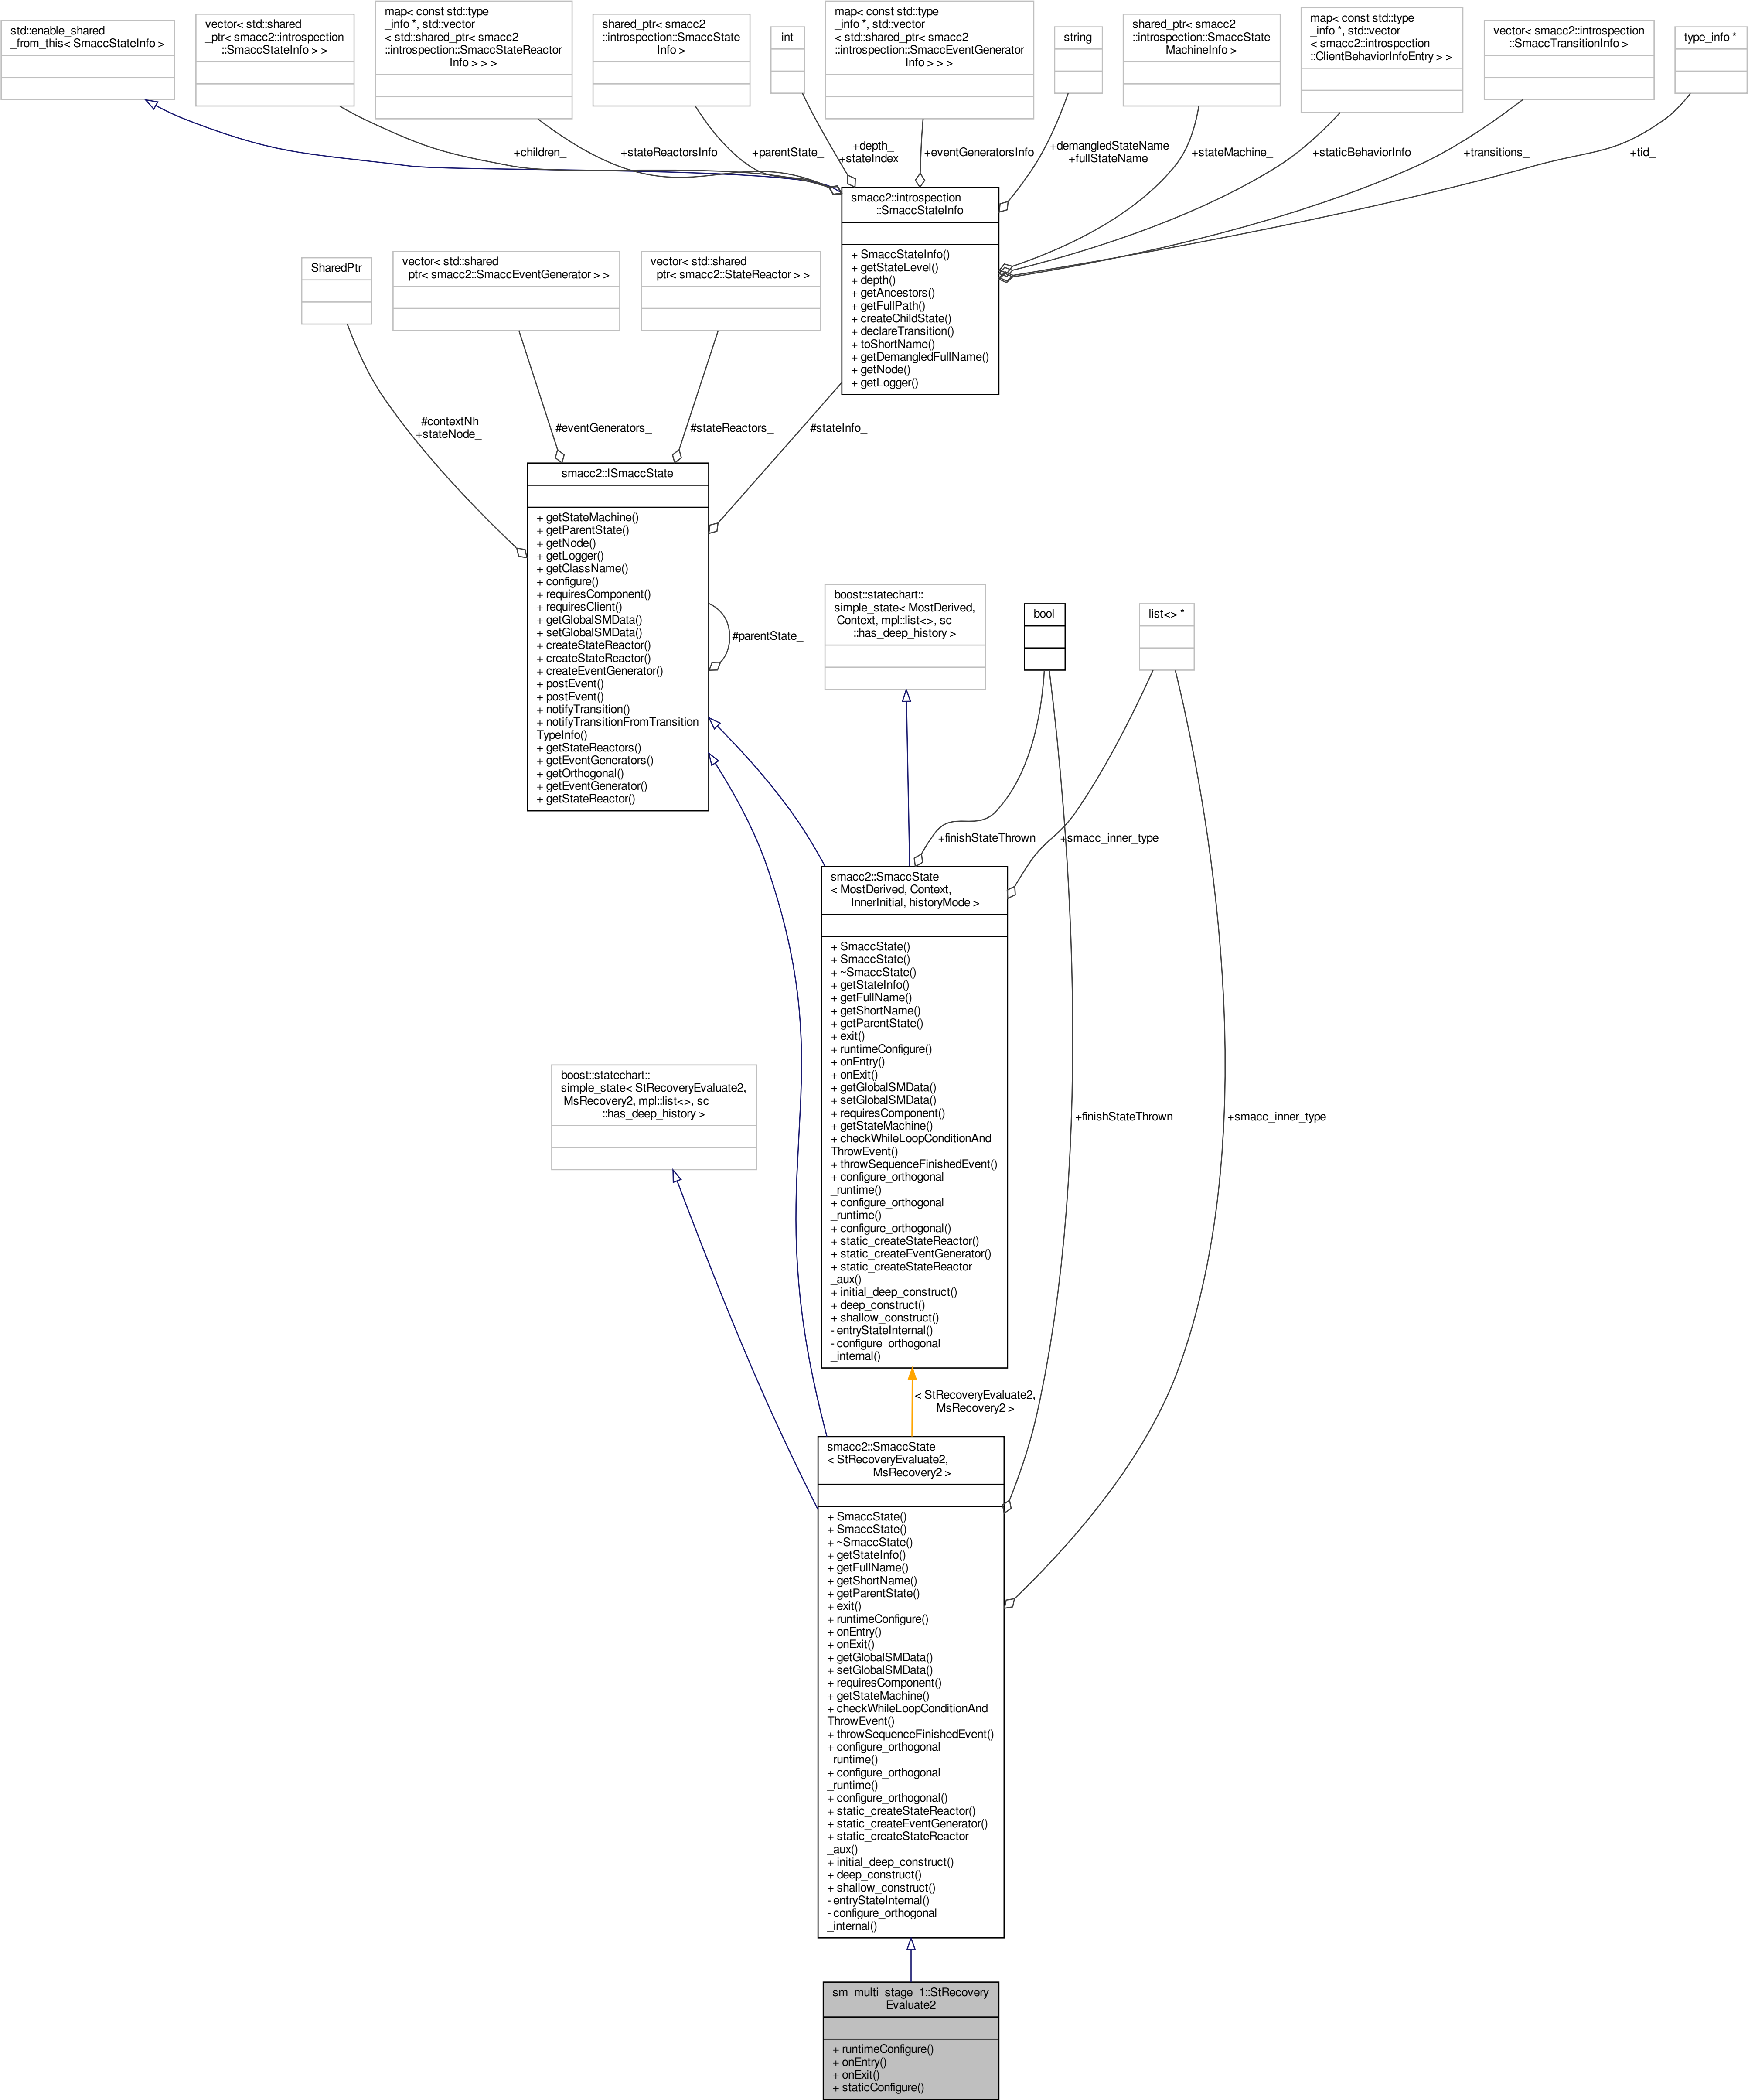 std::enable_shared
_from_this< SmaccStateInfo >
vector< std::shared
_ptr< smacc2::introspection
::SmaccStateInfo > >
map< const std::type
_info *, std::vector
< std::shared_ptr< smacc2
::introspection::SmaccStateReactor
Info > > >
shared_ptr< smacc2
::introspection::SmaccState
Info >
int
map< const std::type
_info *, std::vector
< std::shared_ptr< smacc2
::introspection::SmaccEventGenerator
Info > > >
string
shared_ptr< smacc2
::introspection::SmaccState
MachineInfo >
map< const std::type
_info *, std::vector
< smacc2::introspection
::ClientBehaviorInfoEntry > >
vector< smacc2::introspection
::SmaccTransitionInfo >
type_info *
+children_
+stateReactorsInfo
+parentState_
+depth_
+stateIndex_
+eventGeneratorsInfo
+demangledStateName
+fullStateName
+stateMachine_
+staticBehaviorInfo
+transitions_
+tid_
smacc2::introspection
::SmaccStateInfo
+ SmaccStateInfo()
+ getStateLevel()
+ depth()
+ getAncestors()
+ getFullPath()
+ createChildState()
+ declareTransition()
+ toShortName()
+ getDemangledFullName()
+ getNode()
+ getLogger()
SharedPtr
vector< std::shared
_ptr< smacc2::SmaccEventGenerator > >
vector< std::shared
_ptr< smacc2::StateReactor > >
#contextNh
+stateNode_
#eventGenerators_
#stateReactors_
#stateInfo_
smacc2::ISmaccState
+ getStateMachine()
+ getParentState()
+ getNode()
+ getLogger()
+ getClassName()
+ configure()
+ requiresComponent()
+ requiresClient()
+ getGlobalSMData()
+ setGlobalSMData()
+ createStateReactor()
+ createStateReactor()
+ createEventGenerator()
+ postEvent()
+ postEvent()
+ notifyTransition()
+ notifyTransitionFromTransition
TypeInfo()
+ getStateReactors()
+ getEventGenerators()
+ getOrthogonal()
+ getEventGenerator()
+ getStateReactor()
#parentState_
boost::statechart::
simple_state< MostDerived,
Context, mpl::list<>, sc
::has_deep_history >
bool
list<> *
+finishStateThrown
+smacc_inner_type
smacc2::SmaccState
< MostDerived, Context,
InnerInitial, historyMode >
+ SmaccState()
+ SmaccState()
+ ~SmaccState()
+ getStateInfo()
+ getFullName()
+ getShortName()
+ getParentState()
+ exit()
+ runtimeConfigure()
+ onEntry()
+ onExit()
+ getGlobalSMData()
+ setGlobalSMData()
+ requiresComponent()
+ getStateMachine()
+ checkWhileLoopConditionAnd
ThrowEvent()
+ throwSequenceFinishedEvent()
+ configure_orthogonal
_runtime()
+ configure_orthogonal
_runtime()
+ configure_orthogonal()
+ static_createStateReactor()
+ static_createEventGenerator()
+ static_createStateReactor
_aux()
+ initial_deep_construct()
+ deep_construct()
+ shallow_construct()
- entryStateInternal()
- configure_orthogonal
_internal()
boost::statechart::
simple_state< StRecoveryEvaluate2,
MsRecovery2, mpl::list<>, sc
::has_deep_history >
+finishStateThrown
+smacc_inner_type
< StRecoveryEvaluate2,
MsRecovery2 >
smacc2::SmaccState
< StRecoveryEvaluate2,
MsRecovery2 >
+ SmaccState()
+ SmaccState()
+ ~SmaccState()
+ getStateInfo()
+ getFullName()
+ getShortName()
+ getParentState()
+ exit()
+ runtimeConfigure()
+ onEntry()
+ onExit()
+ getGlobalSMData()
+ setGlobalSMData()
+ requiresComponent()
+ getStateMachine()
+ checkWhileLoopConditionAnd
ThrowEvent()
+ throwSequenceFinishedEvent()
+ configure_orthogonal
_runtime()
+ configure_orthogonal
_runtime()
+ configure_orthogonal()
+ static_createStateReactor()
+ static_createEventGenerator()
+ static_createStateReactor
_aux()
+ initial_deep_construct()
+ deep_construct()
+ shallow_construct()
- entryStateInternal()
- configure_orthogonal
_internal()
sm_multi_stage_1::StRecovery
Evaluate2
+ runtimeConfigure()
+ onEntry()
+ onExit()
+ staticConfigure()